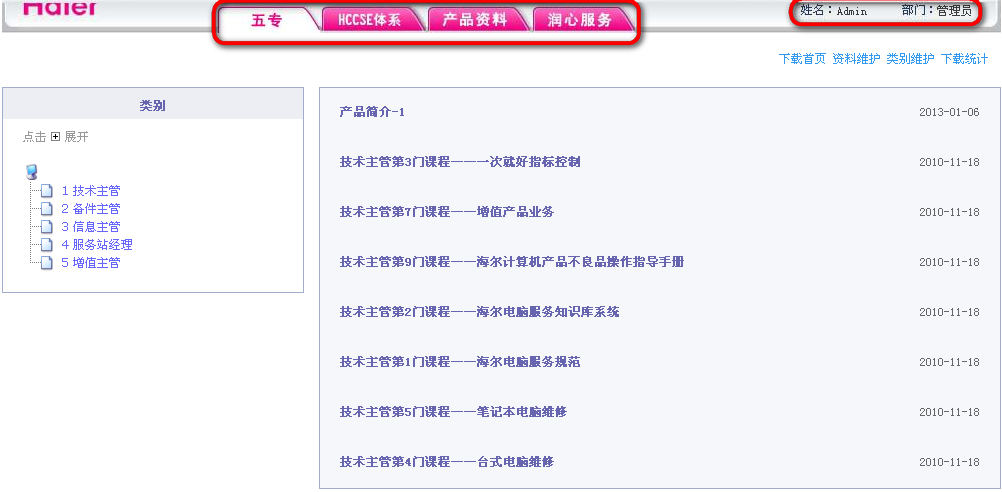 Haier
五专 HCCSE体系 产品资料 润心服务
姓名：Admin 部门：管理员
下载首页 资料维护 类别维护 下载统计
类别
点击 展开
1 技术主管
2 备件主管
3 信息主管
4 服务站经理
5 增值主管
产品简介-1 2013-01-06
技术主管第3门课程——一次就好指标控制 2010-11-18
技术主管第7门课程——增值产品业务 2010-11-18
技术主管第9门课程——海尔计算机产品不良品操作指导手册 2010-11-18
技术主管第2门课程——海尔电脑服务知识库系统 2010-11-18
技术主管第1门课程——海尔电脑服务规范 2010-11-18
技术主管第5门课程——笔记本电脑维修 2010-11-18
技术主管第4门课程——台式电脑维修 2010-11-18